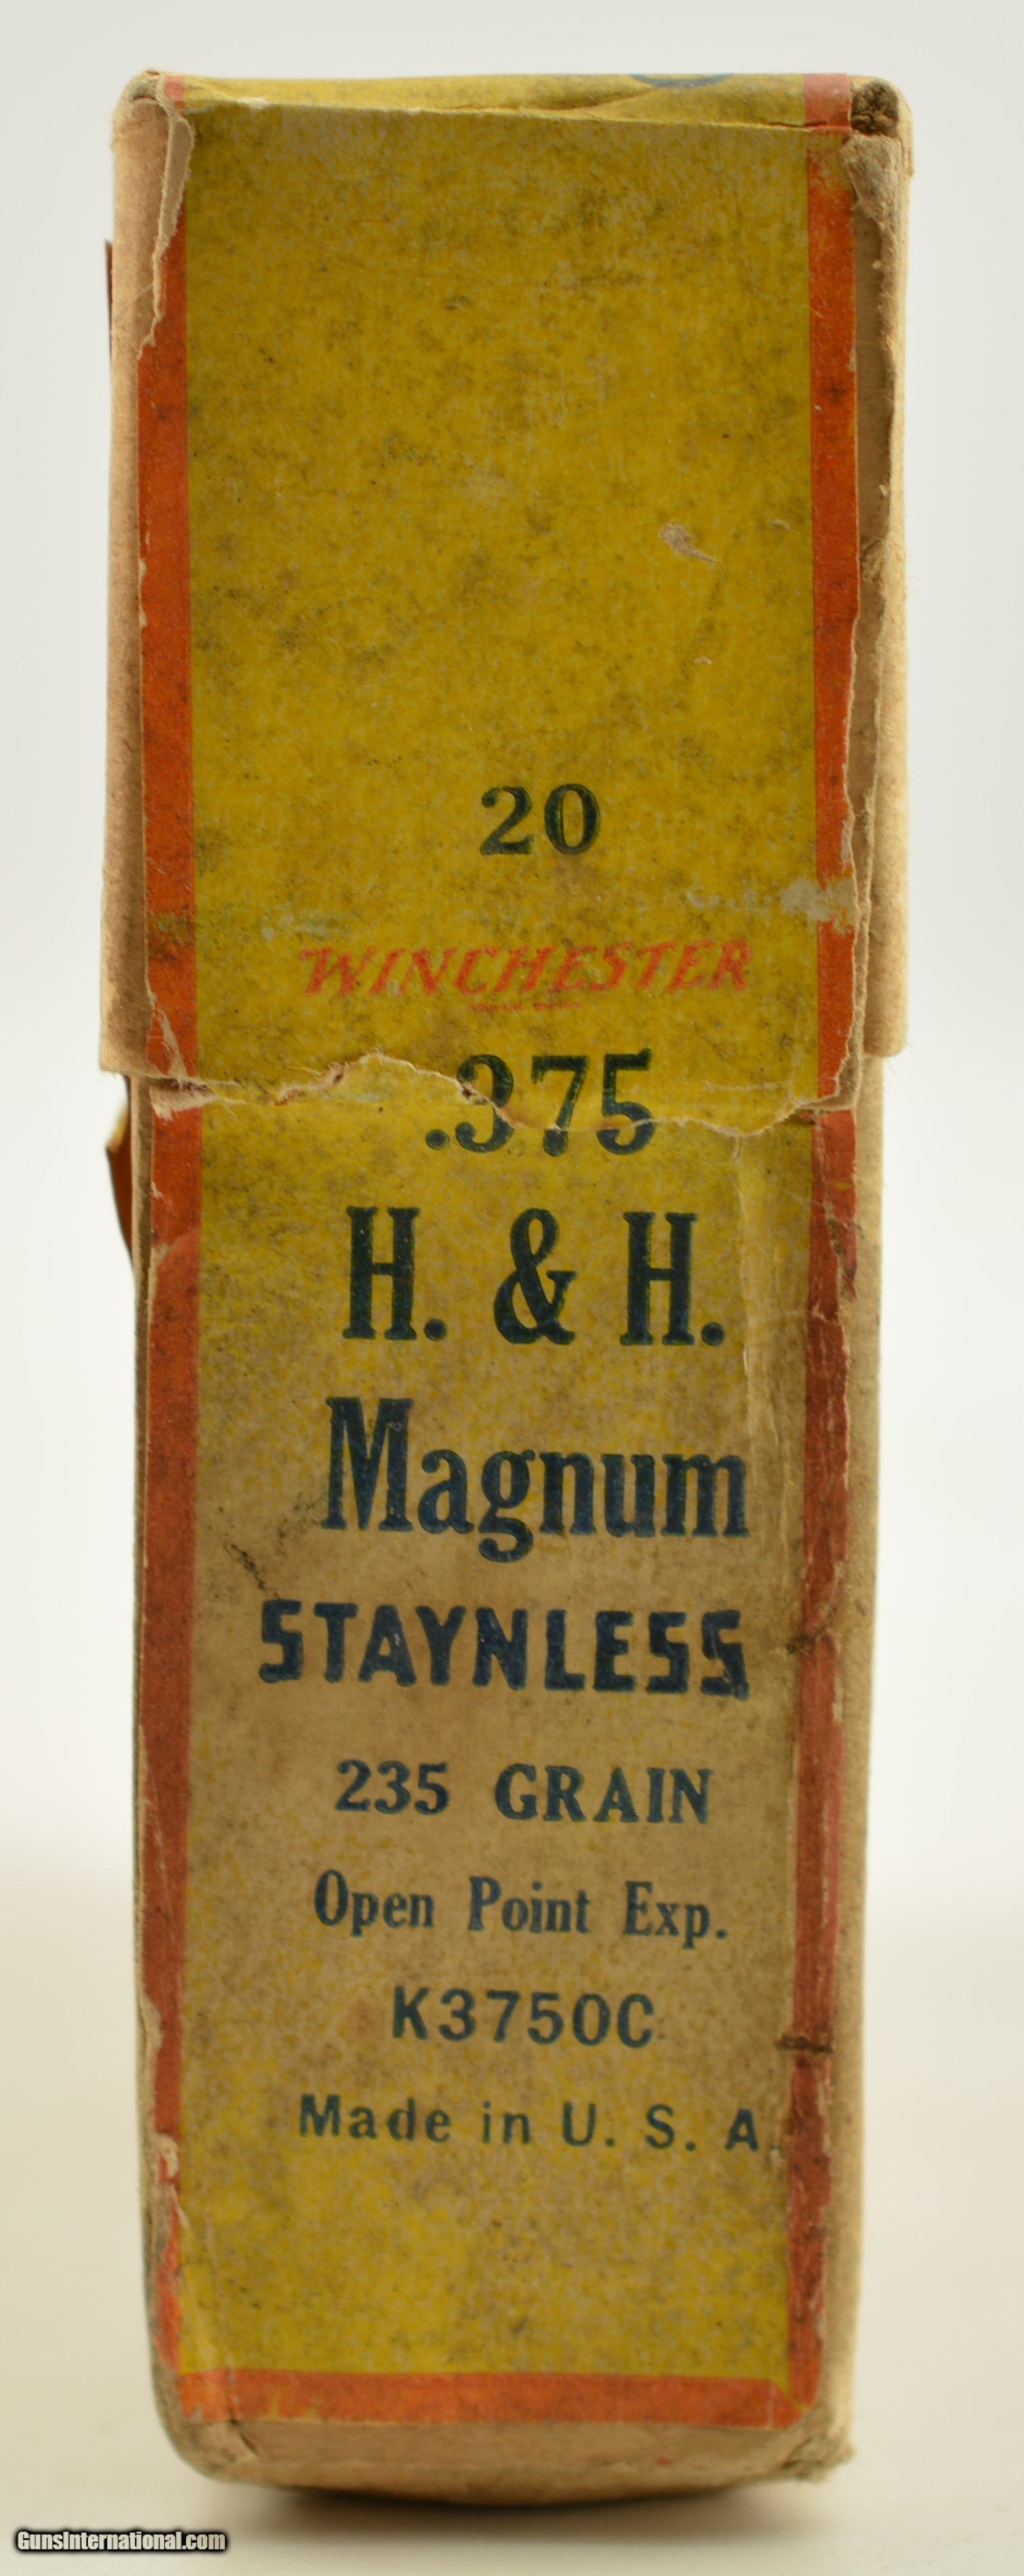 20
WINCHESTER
.375
H. & H.
Magnum
STAYNLESS
235 GRAIN
Open Point Exp.
K3750C
Made in U. S. A.
GunsInternational.com